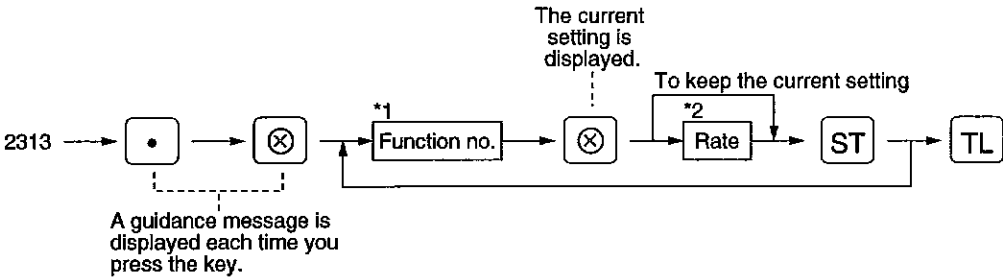 The current
setting is
displayed.
To keep the current setting
*1
*2
2313
•
⊗
Function no.
⊗
Rate
ST
TL
A guidance message is
displayed each time you
press the key.